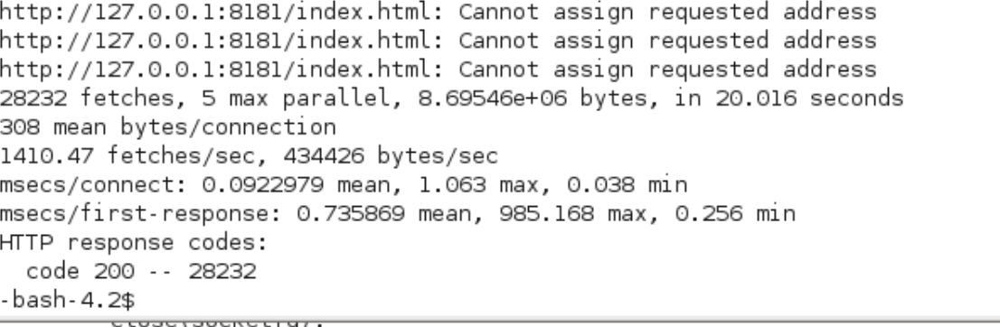 http://127.0.0.1:8181/index.html: Cannot assign requested address
http://127.0.0.1:8181/index.html: Cannot assign requested address
http://127.0.0.1:8181/index.html: Cannot assign requested address
28232 fetches, 5 max parallel, 8.69546e+06 bytes, in 20.016 seconds
308 mean bytes/connection
1410.47 fetches/sec, 434426 bytes/sec
msecs/connect: 0.0922979 mean, 1.063 max, 0.038 min
msecs/first-response: 0.735869 mean, 985.168 max, 0.256 min
HTTP response codes:
  code 200 -- 28232
-bash-4.2$